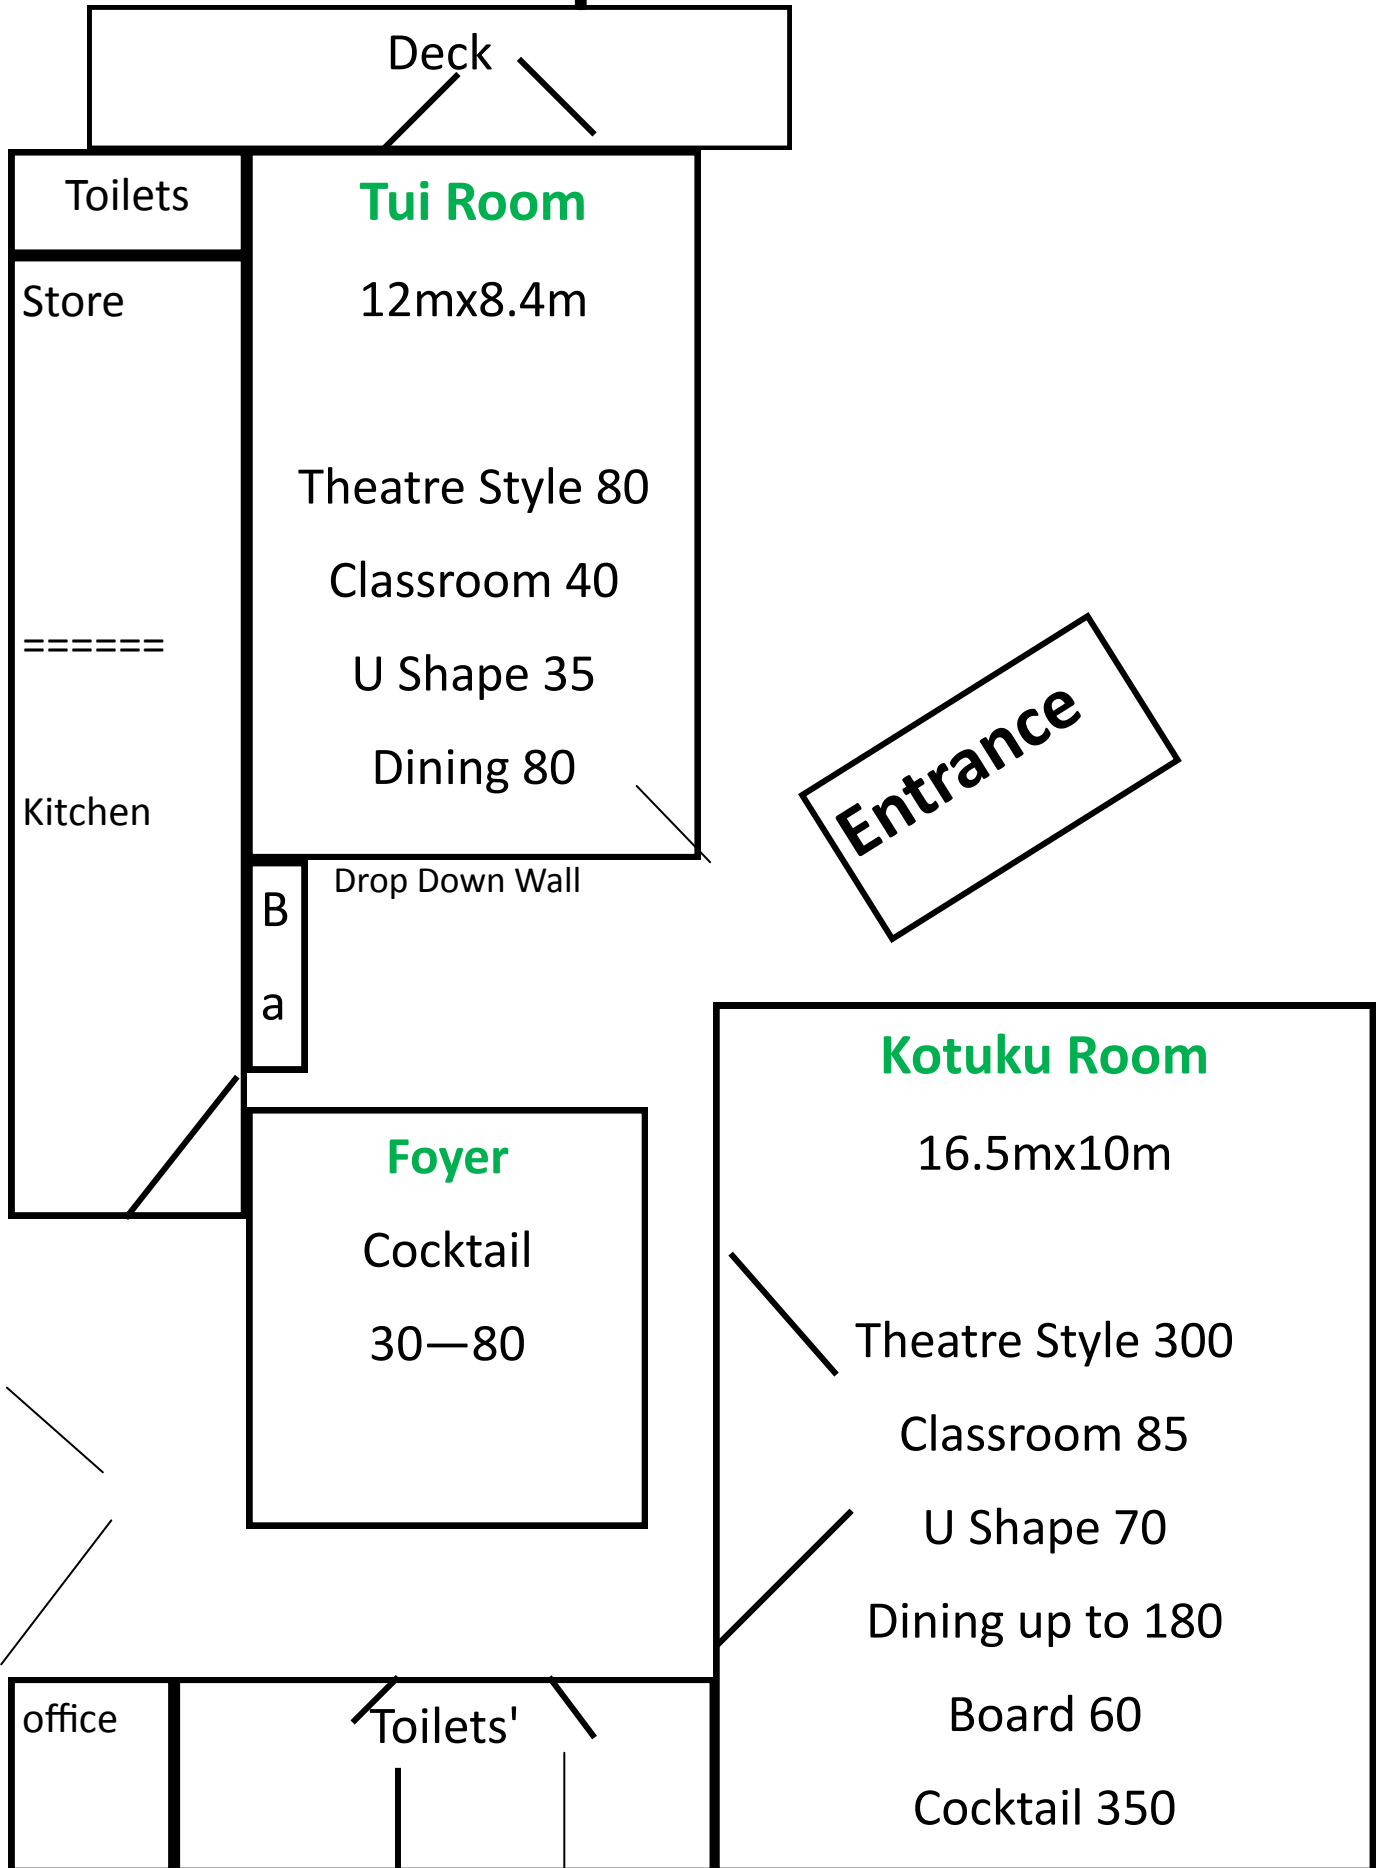 Deck
Toilets
Tui Room
12mx8.4m
Store
Theatre Style 80
Classroom 40
U Shape 35
Dining 80
======
Kitchen
Entrance
Drop Down Wall
B
a
Kotuku Room
16.5mx10m
Foyer
Cocktail
30—80
Theatre Style 300
Classroom 85
U Shape 70
Dining up to 180
Board 60
Cocktail 350
office
Toilets'